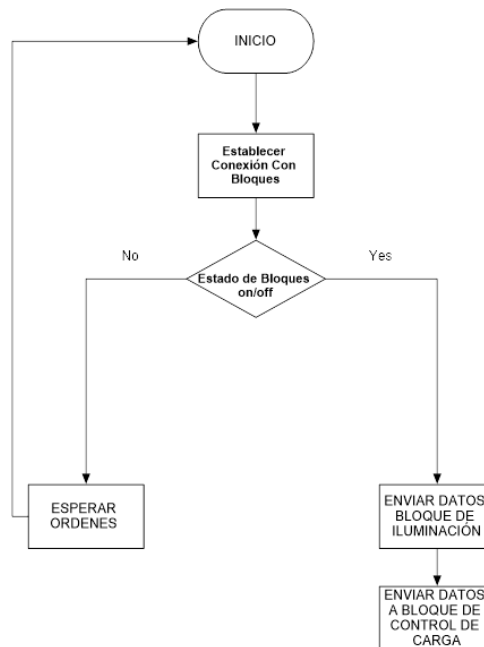 INICIO
Establecer
Conexión Con
Bloques
No
Yes
Estado de Bloques
on/off
ESPERAR
ORDENES
ENVIAR DATOS
BLOQUE DE
ILUMINACIÓN
ENVIAR DATOS
A BLOQUE DE
CONTROL DE
CARGA